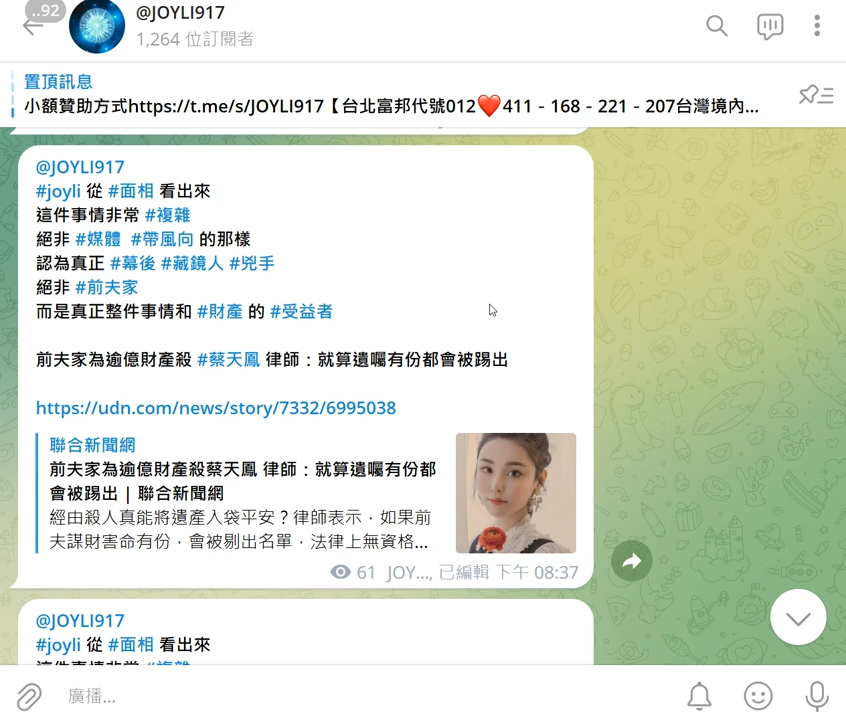 ..92
@JOYLI917
1,264 位訂閱者
置頂訊息
小額贊助方式https://t.me/s/JOYLI917【台北富邦代號012❤️411 - 168 - 221 - 207台灣境內...
@JOYLI917
#joyli 從 #面相 看出來
這件事情非常 #複雜
絕非 #媒體 #帶風向 的那樣
認為真正 #幕後 #藏鏡人 #兇手
絕非 #前夫家
而是真正整件事情和 #財產 的 #受益者
前夫家為逾億財產殺 #蔡天鳳 律師：就算遺囑有份都會被踢出
https://udn.com/news/story/7332/6995038
聯合新聞網
前夫家為逾億財產殺蔡天鳳 律師：就算遺囑有份都
會被踢出 | 聯合新聞網
經由殺人真能將遺產入袋平安？律師表示，如果前
夫謀財害命有份，會被剔出名單，法律上無資格...
61 JOY..., 已編輯 下午 08:37
@JOYLI917
#joyli 從 #面相 看出來
這件事情非常 #複雜
廣播...